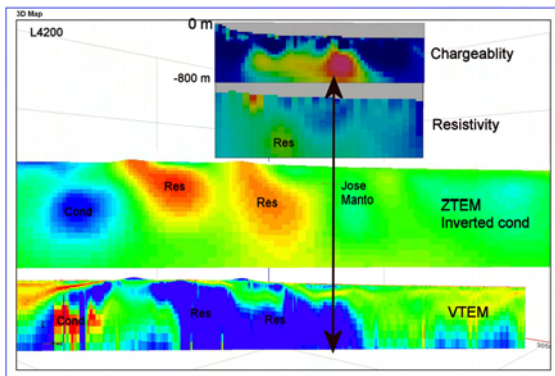 3D Map
L4200
0 m
Chargeablity
-800 m
Resistivity
Res
Cond
Res
Res
Jose
Manto
ZTEM
Inverted cond
Cond
Res
Res
VTEM